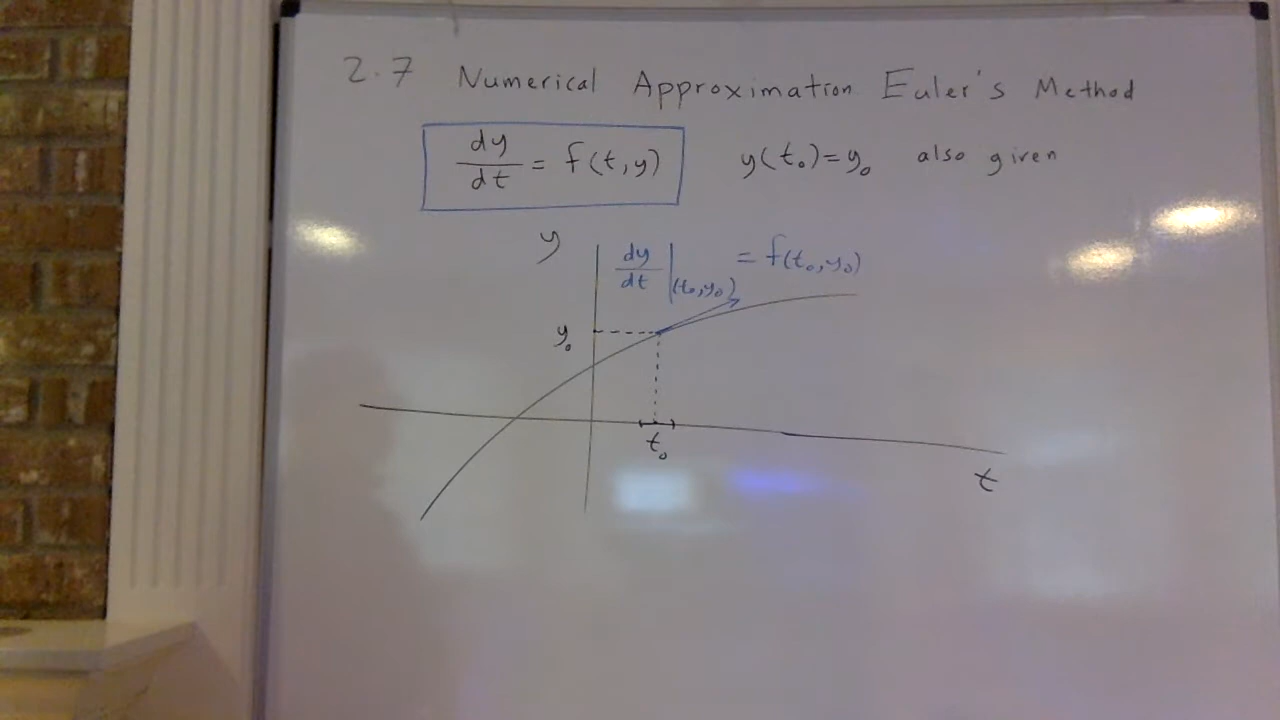 2.7 Numerical Approximation Euler's Method
dy/dt = f(t,y) y(t₀)=y₀ also given
y dy/dt |(t₀,y₀) = f(t₀,y₀)
y₀
t₀
t